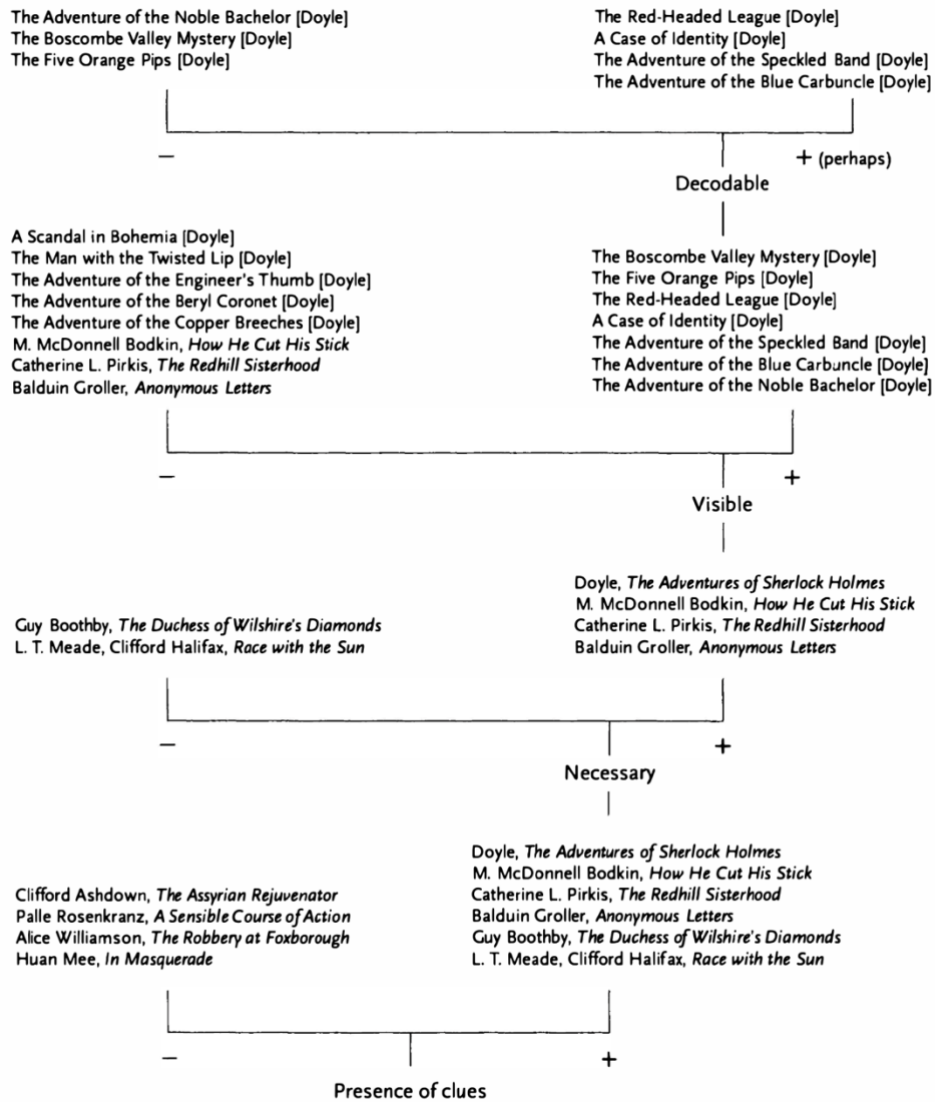 The Adventure of the Noble Bachelor [Doyle]
The Boscombe Valley Mystery [Doyle]
The Five Orange Pips [Doyle]
The Red-Headed League [Doyle]
A Case of Identity [Doyle]
The Adventure of the Speckled Band [Doyle]
The Adventure of the Blue Carbuncle [Doyle]
−
+ (perhaps)
Decodable
A Scandal in Bohemia [Doyle]
The Man with the Twisted Lip [Doyle]
The Adventure of the Engineer's Thumb [Doyle]
The Adventure of the Beryl Coronet [Doyle]
The Adventure of the Copper Breeches [Doyle]
M. McDonnell Bodkin, How He Cut His Stick
Catherine L. Pirkis, The Redhill Sisterhood
Balduin Groller, Anonymous Letters
The Boscombe Valley Mystery [Doyle]
The Five Orange Pips [Doyle]
The Red-Headed League [Doyle]
A Case of Identity [Doyle]
The Adventure of the Speckled Band [Doyle]
The Adventure of the Blue Carbuncle [Doyle]
The Adventure of the Noble Bachelor [Doyle]
−
+
Visible
Guy Boothby, The Duchess of Wilshire's Diamonds
L. T. Meade, Clifford Halifax, Race with the Sun
Doyle, The Adventures of Sherlock Holmes
M. McDonnell Bodkin, How He Cut His Stick
Catherine L. Pirkis, The Redhill Sisterhood
Balduin Groller, Anonymous Letters
−
+
Necessary
Clifford Ashdown, The Assyrian Rejuvenator
Palle Rosenkranz, A Sensible Course of Action
Alice Williamson, The Robbery at Foxborough
Huan Mee, In Masquerade
Doyle, The Adventures of Sherlock Holmes
M. McDonnell Bodkin, How He Cut His Stick
Catherine L. Pirkis, The Redhill Sisterhood
Balduin Groller, Anonymous Letters
Guy Boothby, The Duchess of Wilshire's Diamonds
L. T. Meade, Clifford Halifax, Race with the Sun
−
+
Presence of clues